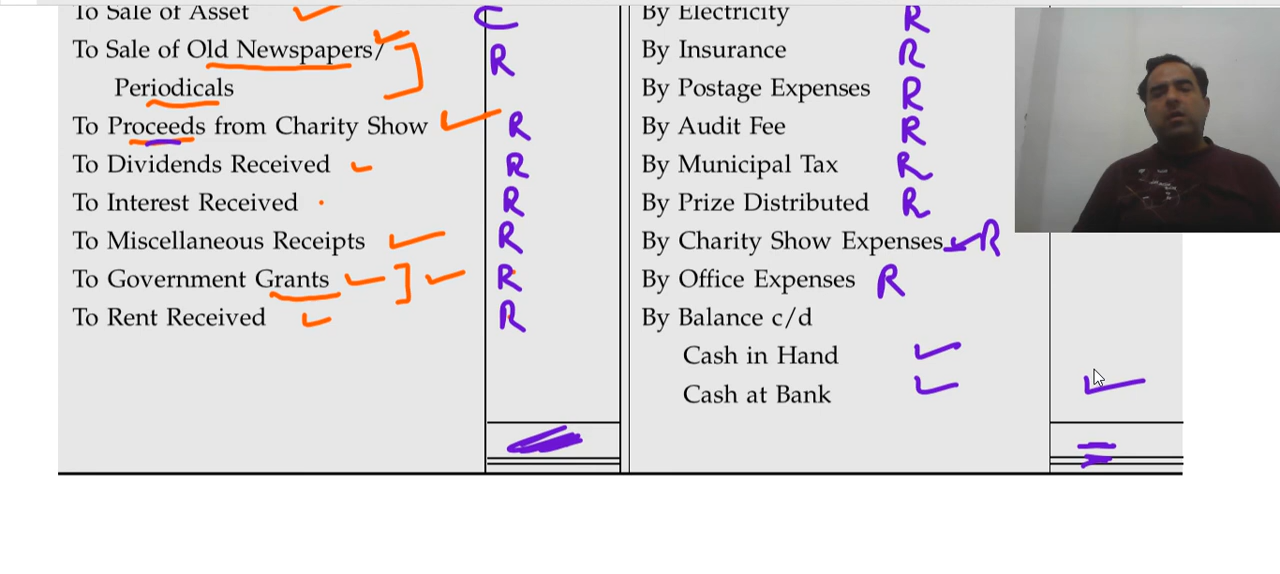 To Sale of Asset C
To Sale of Old Newspapers/ R
Periodicals
To Proceeds from Charity Show R
To Dividends Received R
To Interest Received R
To Miscellaneous Receipts R
To Government Grants R
To Rent Received R
By Electricity R
By Insurance R
By Postage Expenses R
By Audit Fee R
By Municipal Tax R
By Prize Distributed R
By Charity Show Expenses R
By Office Expenses R
By Balance c/d
Cash in Hand
Cash at Bank